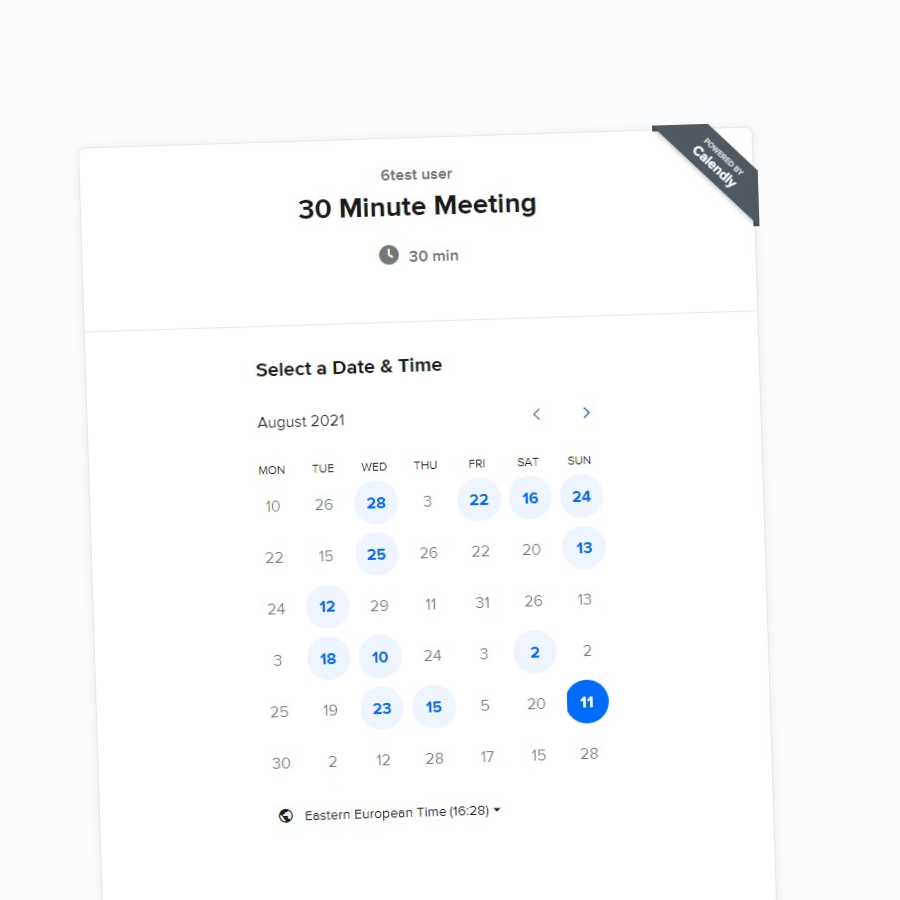 POWERED BY
Calendly
6test user
30 Minute Meeting
30 min
Select a Date & Time
August 2021
MON TUE WED THU FRI SAT SUN
10 26 28 3 22 16 24
22 15 25 26 22 20 13
24 12 29 11 31 26 13
3 18 10 24 3 2 2
25 19 23 15 5 20 11
30 2 12 28 17 15 28
Eastern European Time (16:28)